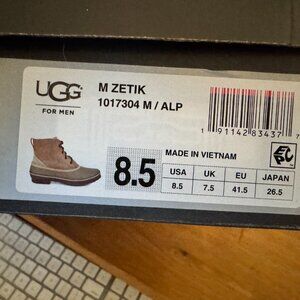 UGG
FOR MEN
M ZETIK
1017304 M / ALP
1 91142 83437
8.5
MADE IN VIETNAM
USA UK EU JAPAN
8.5 7.5 41.5 26.5